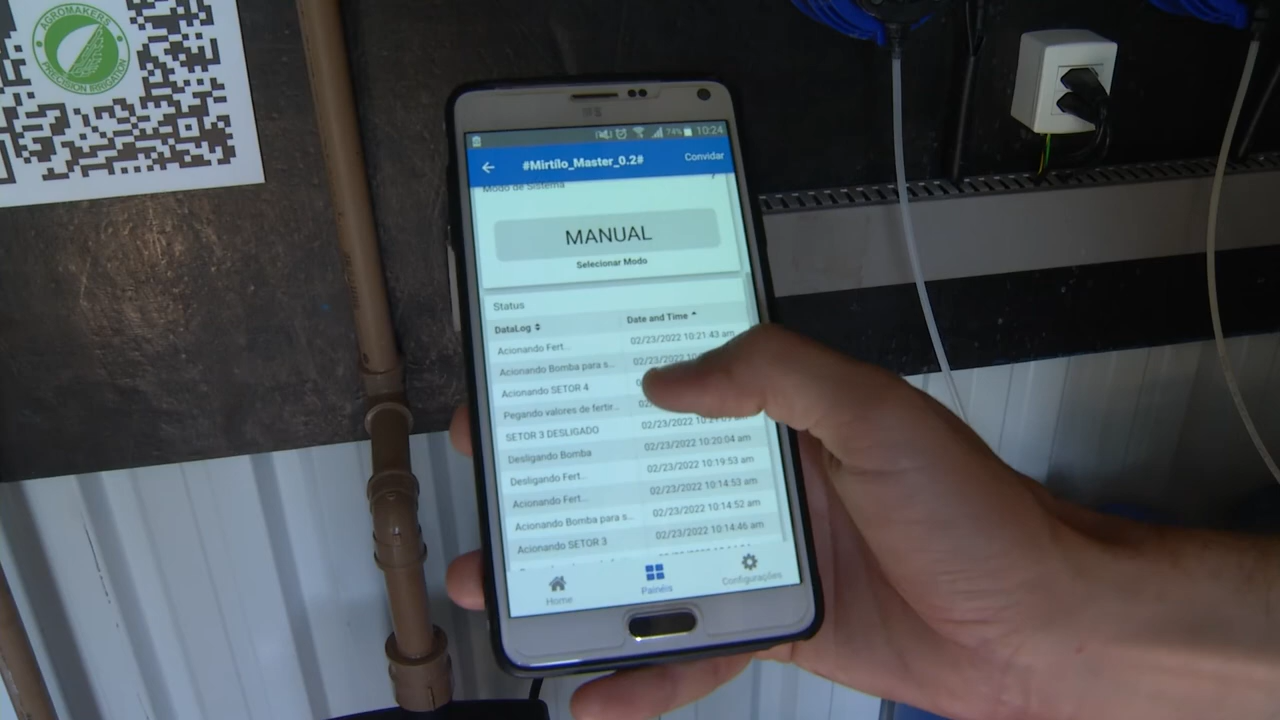 AGROMAKERS
PRECISION IRRIGATION
74% 10:24
#Mirtílo_Master_0.2# Convidar
Modo de Sistema
MANUAL
Selecionar Modo
Status
DataLog Date and Time
Acionando Fert... 02/23/2022 10:21:43 am
Acionando Bomba para s... 02/23/2022
Acionando SETOR 4
Pegando valores de fertir...
SETOR 3 DESLIGADO
Desligando Bomba 02/23/2022 10:20:04 am
Desligando Fert... 02/23/2022 10:19:53 am
Acionando Fert... 02/23/2022 10:14:53 am
Acionando Bomba para s... 02/23/2022 10:14:52 am
Acionando SETOR 3 02/23/2022 10:14:46 am
Home Painéis Configurações